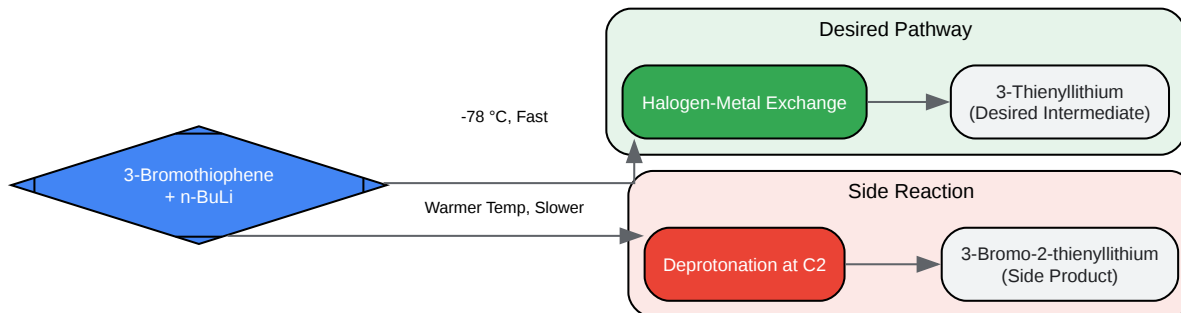 Desired Pathway
Halogen-Metal Exchange
3-Thienyllithium
(Desired Intermediate)
-78 °C, Fast
3-Bromothiophene
+ n-BuLi
Warmer Temp, Slower
Side Reaction
Deprotonation at C2
3-Bromo-2-thienyllithium
(Side Product)